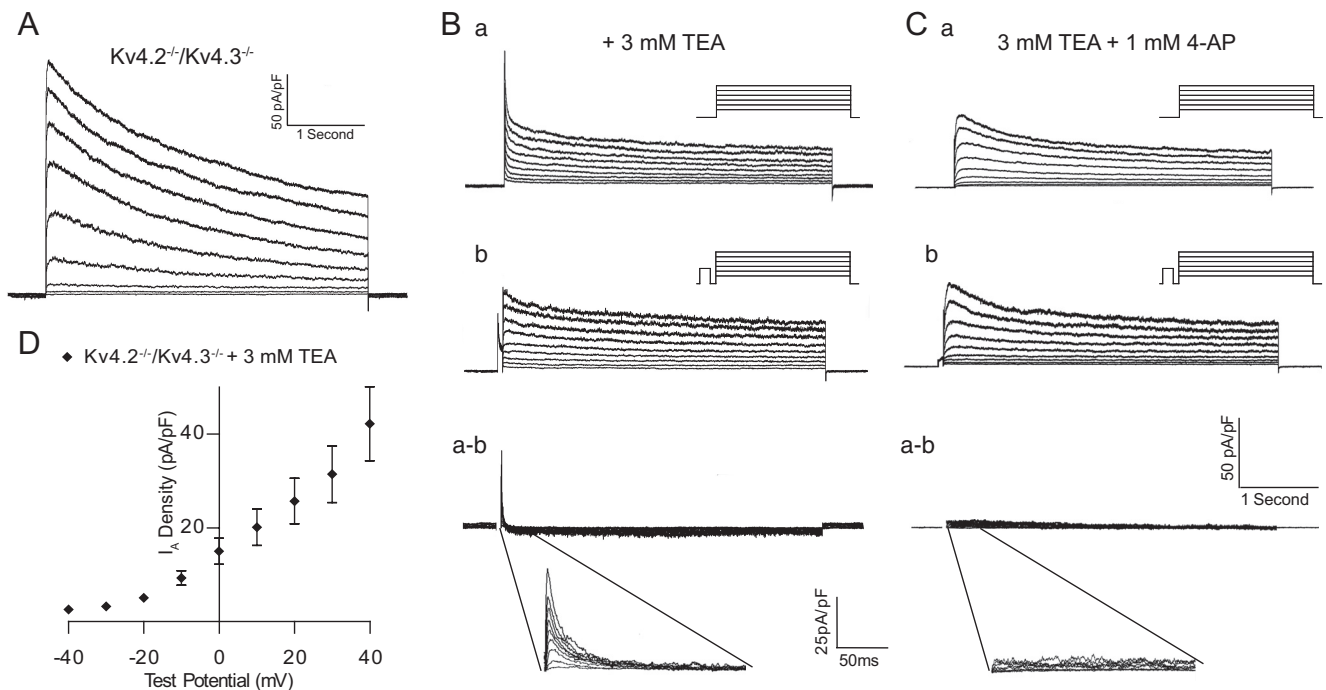 A
Kv4.2-/-/Kv4.3-/-
50 pA/pF
1 Second
B a
+ 3 mM TEA
b
a-b
25pA/pF
50ms
C a
3 mM TEA + 1 mM 4-AP
b
a-b
50 pA/pF
1 Second
D
Kv4.2-/-/Kv4.3-/- + 3 mM TEA
IA Density (pA/pF)
40
20
-40 -20 0 20 40
Test Potential (mV)